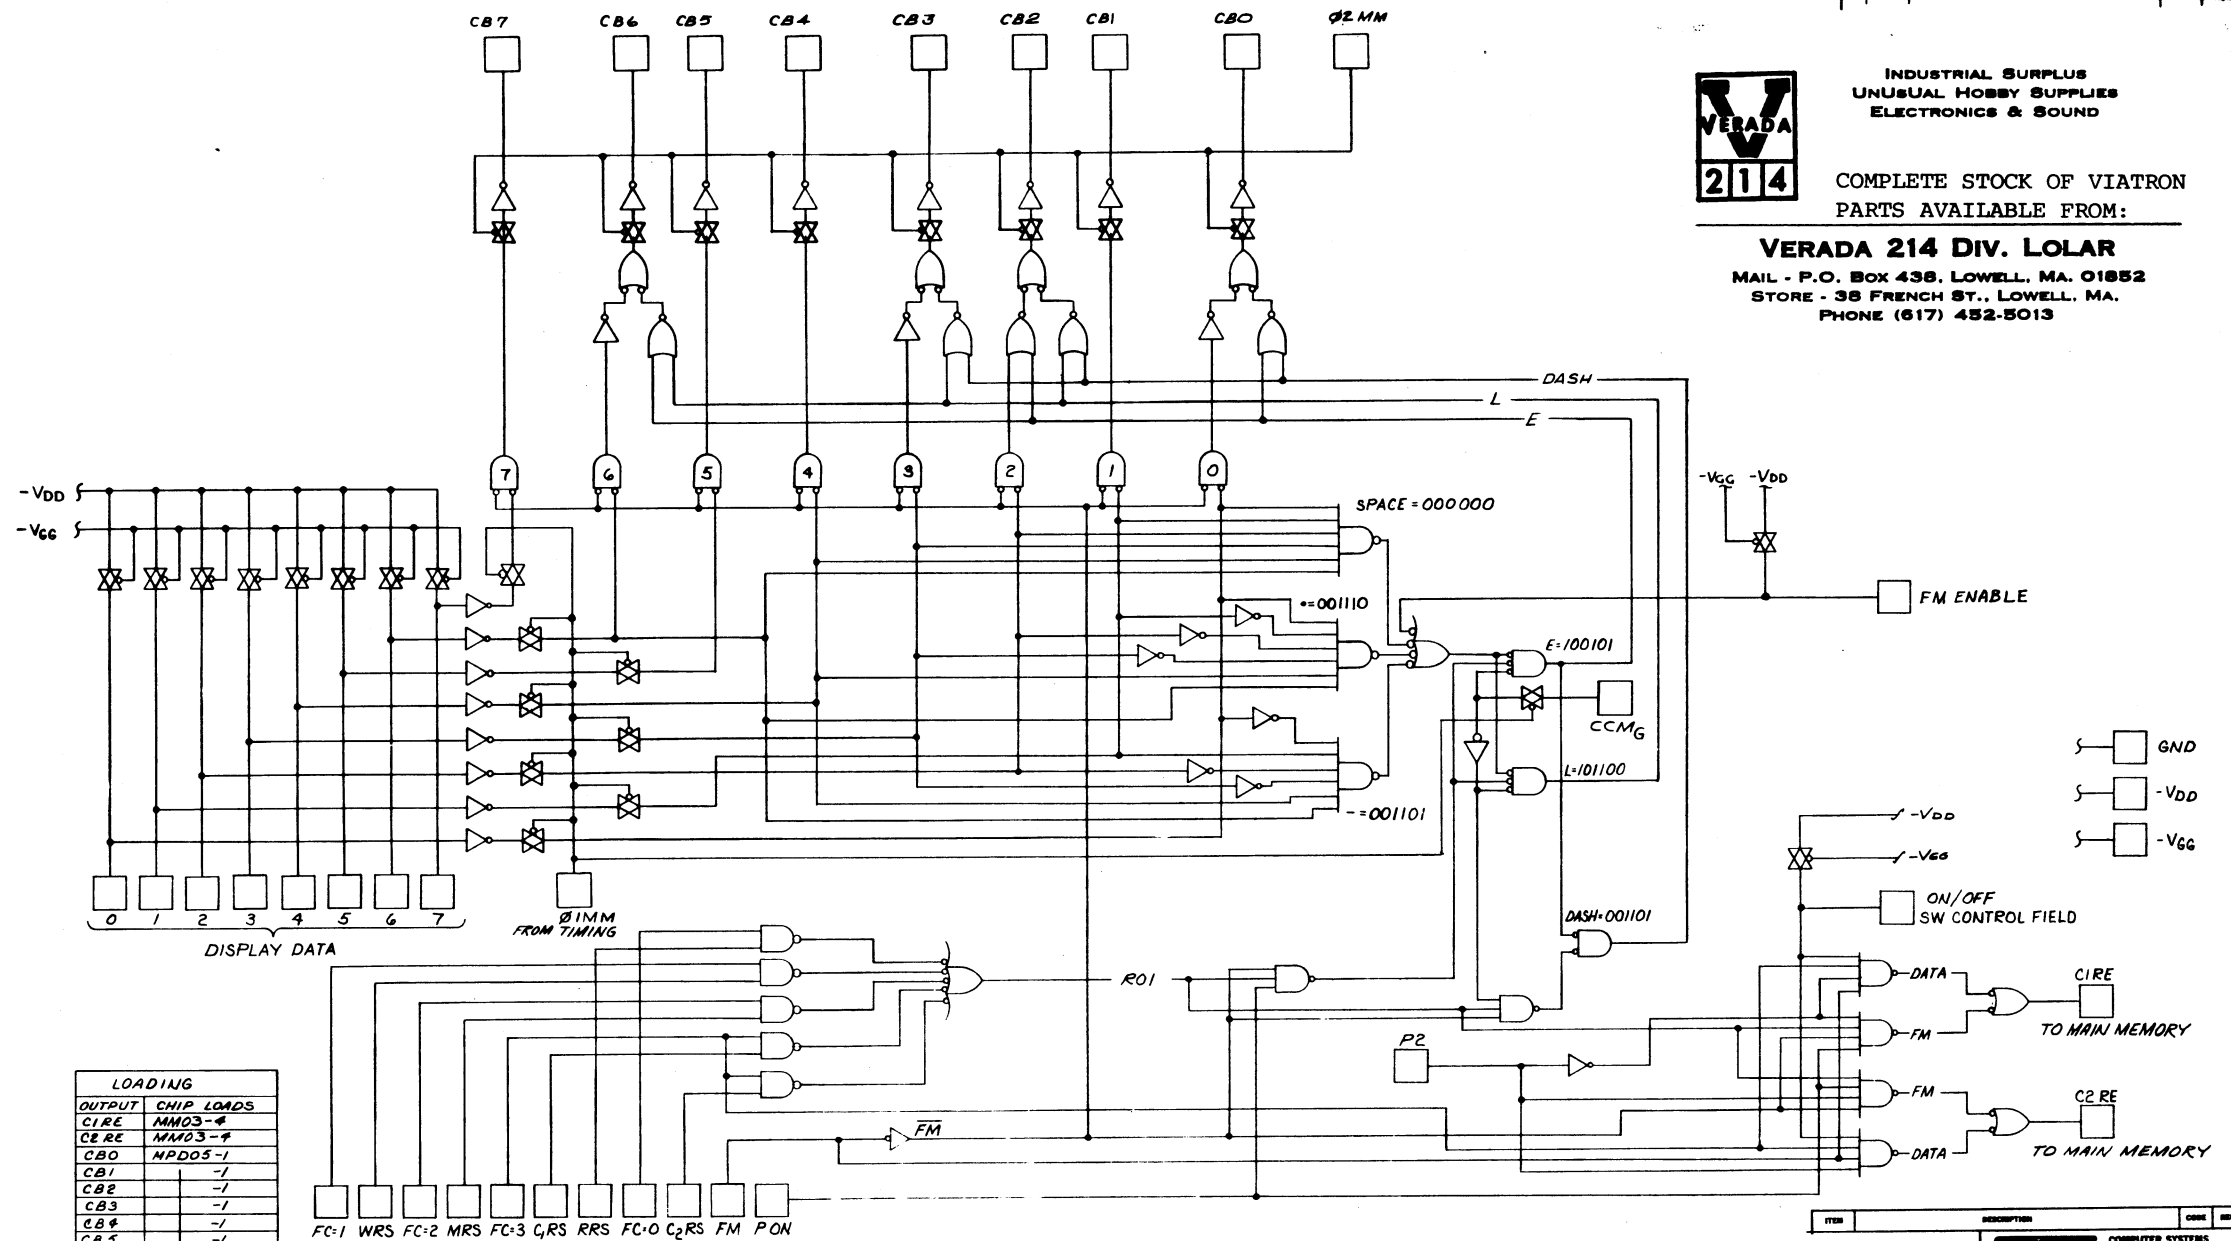 CB7 CB6 CB5 CB4 CB3 CB2 CB1 CB0 Ø2MM
INDUSTRIAL SURPLUS
UNUSUAL HOBBY SUPPLIES
ELECTRONICS & SOUND
V
VERADA
2 1 4
COMPLETE STOCK OF VIATRON
PARTS AVAILABLE FROM:
VERADA 214 DIV. LOLAR
MAIL - P.O. BOX 438, LOWELL, MA. 01852
STORE - 38 FRENCH ST., LOWELL, MA.
PHONE (617) 452-5013
DASH
L
E
7 6 5 4 3 2 1 0
-VDD
-VGG
-VGG -VDD
SPACE = 000000
•=001110
FM ENABLE
E=100101
CCMG
L=101100
-=001101
GND
-VDD
-VGG
-VDD
-VGG
ON/OFF
SW CONTROL FIELD
0 1 2 3 4 5 6 7
DISPLAY DATA
Ø1MM
FROM TIMING
DASH=001101
R01
DATA
C1RE
FM
TO MAIN MEMORY
P2
FM
C2 RE
DATA
TO MAIN MEMORY
FM
LOADING
OUTPUT CHIP LOADS
C1RE MM03-4
C2 RE MM03-4
CB0 MPD05-1
CB1 -1
CB2 -1
CB3 -1
CB4 -1
CB5 -1
FC=1 WRS FC=2 MRS FC=3 C1RS RRS FC=0 C2RS FM P ON
ITEM DESCRIPTION CODE
COMPUTER SYSTEMS